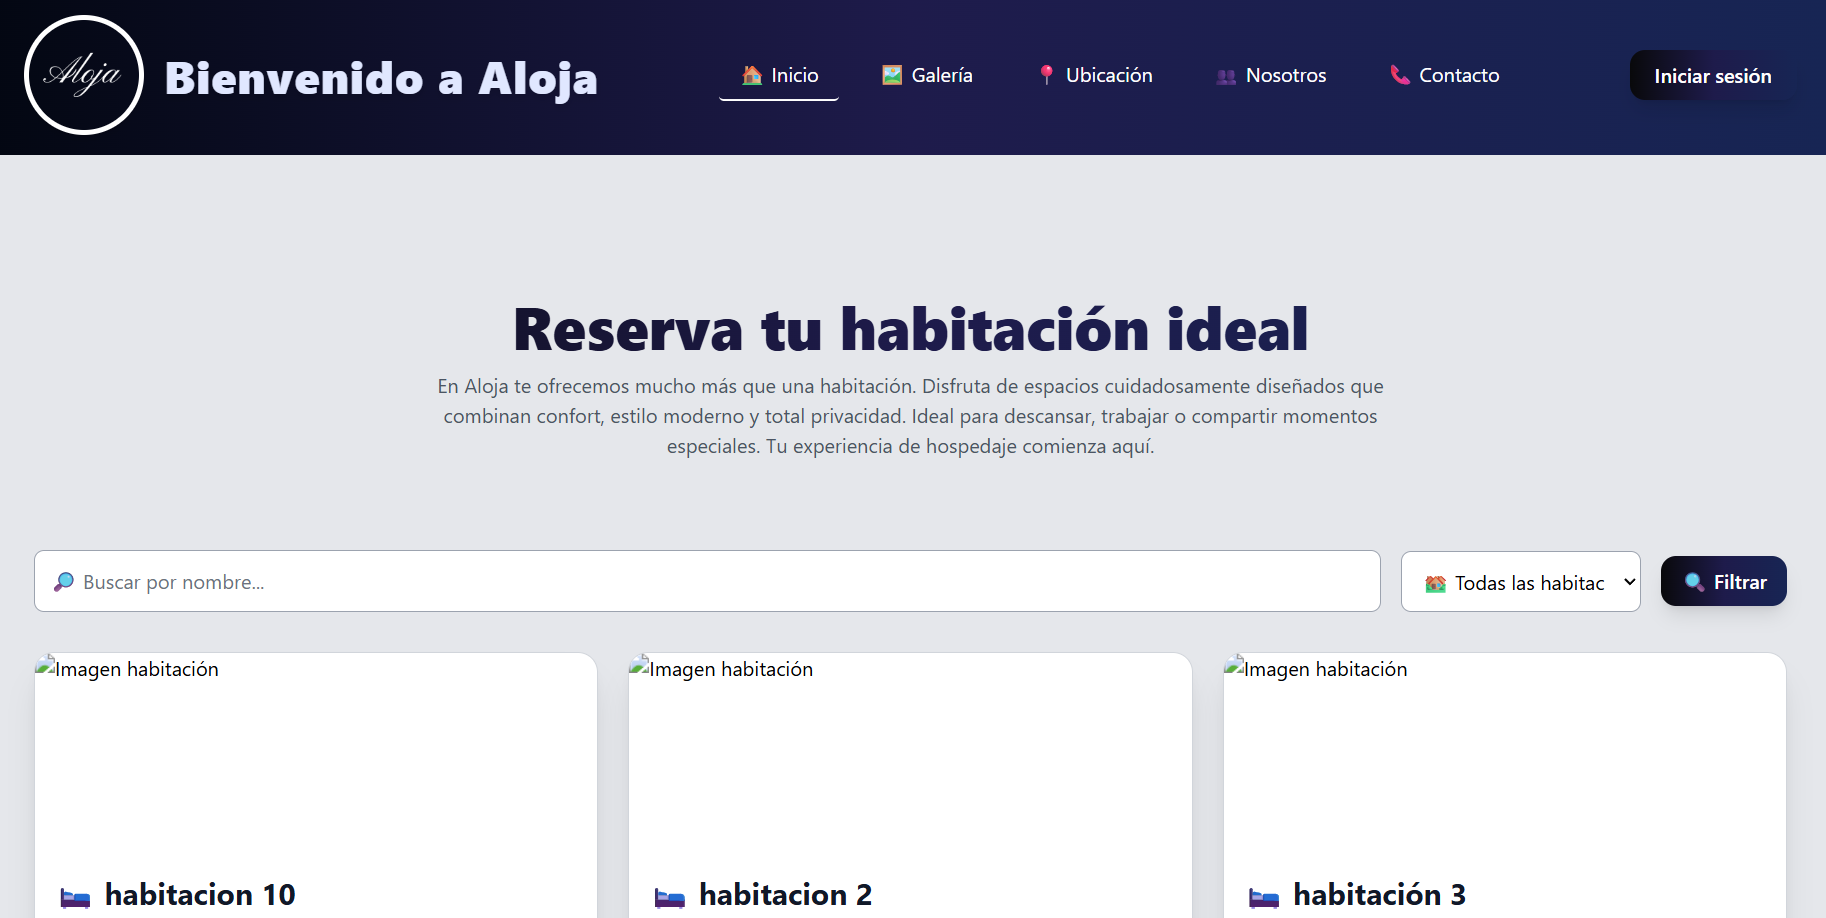 Aloja
Bienvenido a Aloja
Inicio
Galería
Ubicación
Nosotros
Contacto
Iniciar sesión
Reserva tu habitación ideal
En Aloja te ofrecemos mucho más que una habitación. Disfruta de espacios cuidadosamente diseñados que
combinan confort, estilo moderno y total privacidad. Ideal para descansar, trabajar o compartir momentos
especiales. Tu experiencia de hospedaje comienza aquí.
Buscar por nombre...
Todas las habitac
Filtrar
Imagen habitación
Imagen habitación
Imagen habitación
habitacion 10
habitacion 2
habitación 3